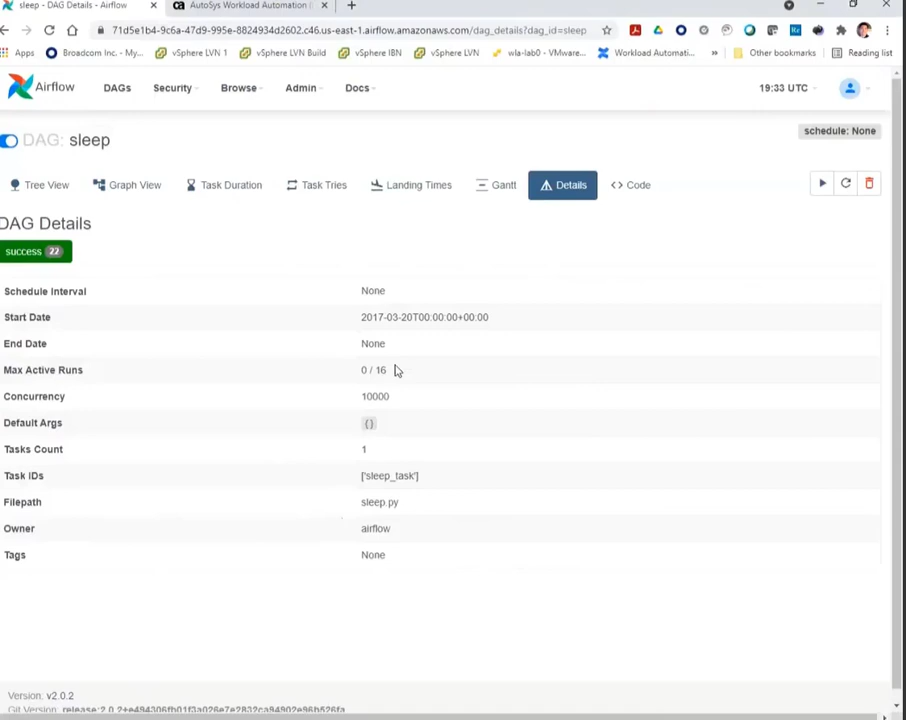 sleep - DAG Details - Airflow
AutoSys Workload Automation
71d5e1b4-9c6a-47d9-995e-8824934d2602.c46.us-east-1.airflow.amazonaws.com/dag_details?dag_id=sleep
Apps Broadcom Inc. - My... vSphere LVN 1 vSphere LVN Build vSphere IBN vSphere LVN wla-lab0 - VMware... Workload Automati... » Other bookmarks Reading list
Airflow DAGs Security Browse Admin Docs 19:33 UTC
schedule: None
DAG: sleep
Tree View Graph View Task Duration Task Tries Landing Times Gantt Details <> Code
DAG Details
success 22
Schedule Interval None
Start Date 2017-03-20T00:00:00+00:00
End Date None
Max Active Runs 0 / 16
Concurrency 10000
Default Args {}
Tasks Count 1
Task IDs ['sleep_task']
Filepath sleep.py
Owner airflow
Tags None
Version: v2.0.2
Git Version: